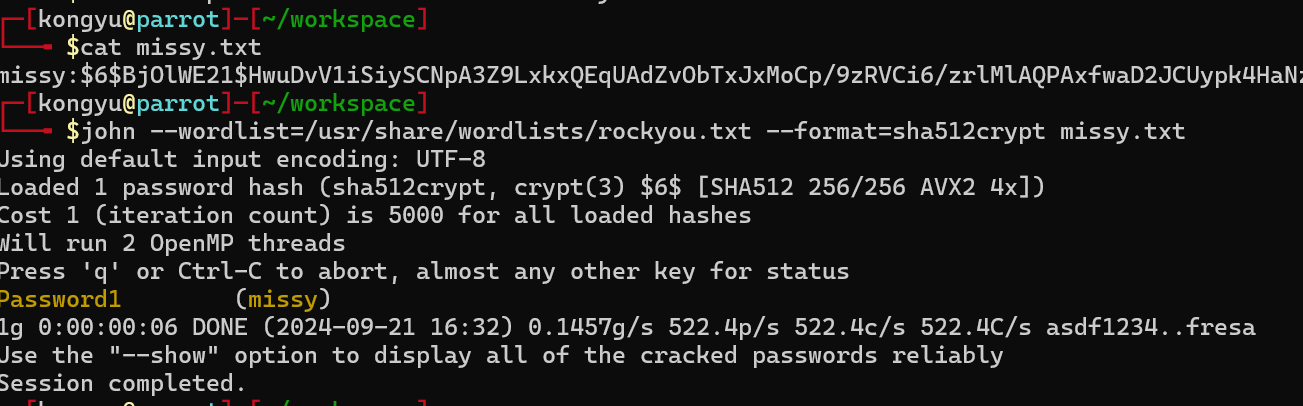 ┌─[kongyu@parrot]─[~/workspace]
└──╼ $cat missy.txt
missy:$6$BjOlWE21$HwuDvV1iSiySCNpA3Z9LxkxQEqUAdZvObTxJxMoCp/9zRVCi6/zrlMlAQPAxfwaD2JCUypk4HaNz
┌─[kongyu@parrot]─[~/workspace]
└──╼ $john --wordlist=/usr/share/wordlists/rockyou.txt --format=sha512crypt missy.txt
Using default input encoding: UTF-8
Loaded 1 password hash (sha512crypt, crypt(3) $6$ [SHA512 256/256 AVX2 4x])
Cost 1 (iteration count) is 5000 for all loaded hashes
Will run 2 OpenMP threads
Press 'q' or Ctrl-C to abort, almost any other key for status
Password1        (missy)
1g 0:00:00:06 DONE (2024-09-21 16:32) 0.1457g/s 522.4p/s 522.4c/s 522.4C/s asdf1234..fresa
Use the "--show" option to display all of the cracked passwords reliably
Session completed.